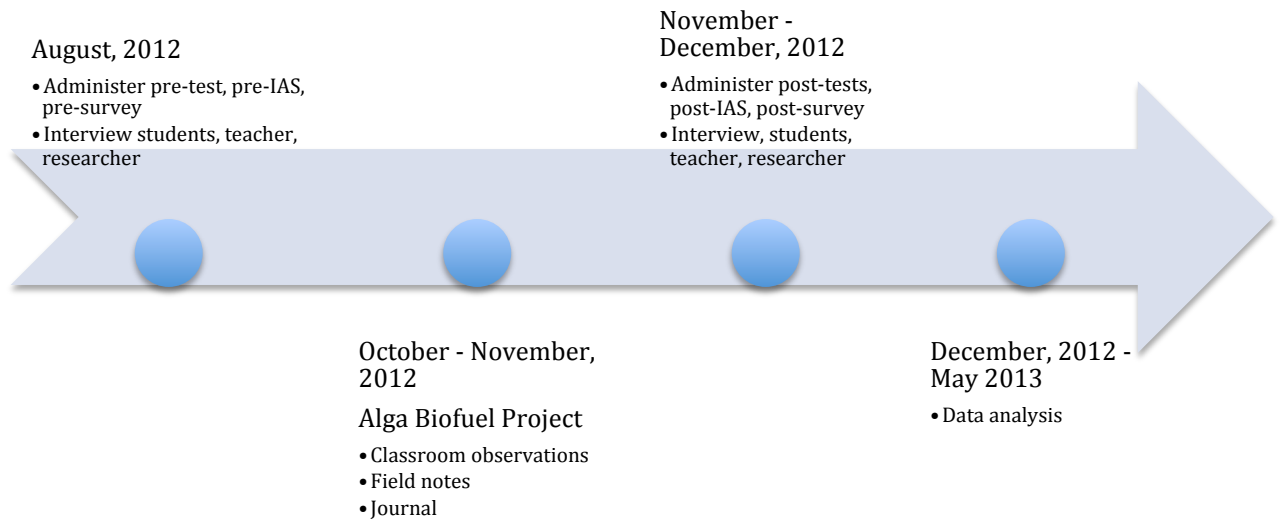 August, 2012
• Administer pre-test, pre-IAS,
pre-survey
• Interview students, teacher,
researcher
October - November,
2012
Alga Biofuel Project
• Classroom observations
• Field notes
• Journal
November -
December, 2012
• Administer post-tests,
post-IAS, post-survey
• Interview, students,
teacher, researcher
December, 2012 -
May 2013
• Data analysis